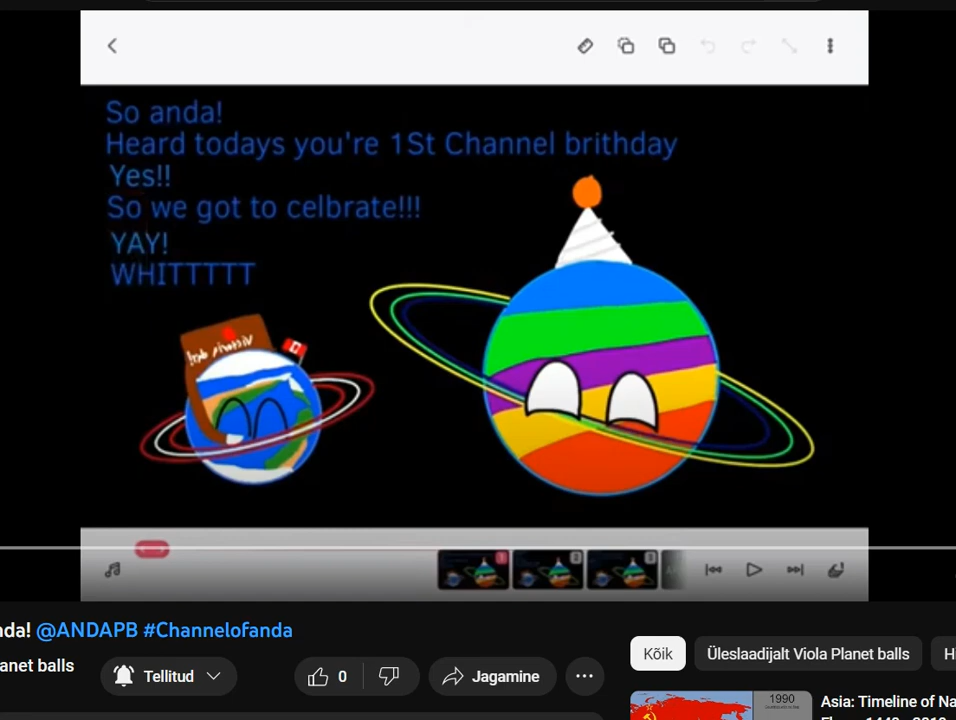 So anda!
Heard todays you're 1St Channel brithday
Yes!!
So we got to celbrate!!!
YAY!
WHITTTTT
nda! @ANDAPB #Channelofanda
anet balls
Tellitud
0
Jagamine
Kõik
Üleslaadijalt Viola Planet balls
H
1990
Asia: Timeline of Na